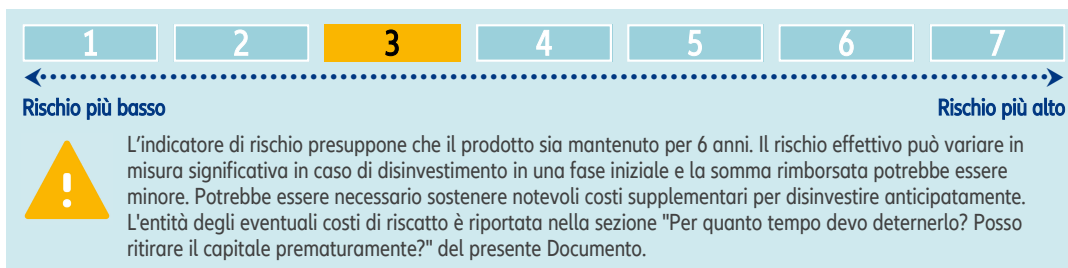 1 2 3 4 5 6 7
Rischio più basso Rischio più alto
L'indicatore di rischio presuppone che il prodotto sia mantenuto per 6 anni. Il rischio effettivo può variare in
misura significativa in caso di disinvestimento in una fase iniziale e la somma rimborsata potrebbe essere
minore. Potrebbe essere necessario sostenere notevoli costi supplementari per disinvestire anticipatamente.
L'entità degli eventuali costi di riscatto è riportata nella sezione "Per quanto tempo devo deternerlo? Posso
ritirare il capitale prematuramente?" del presente Documento.